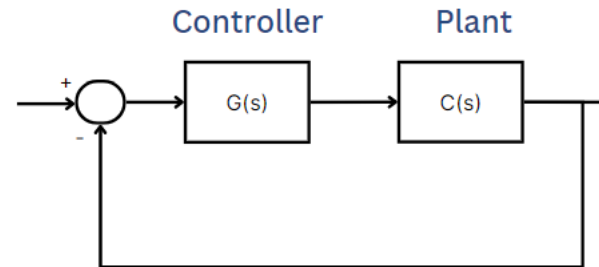 Controller Plant
+
G(s) C(s)
-